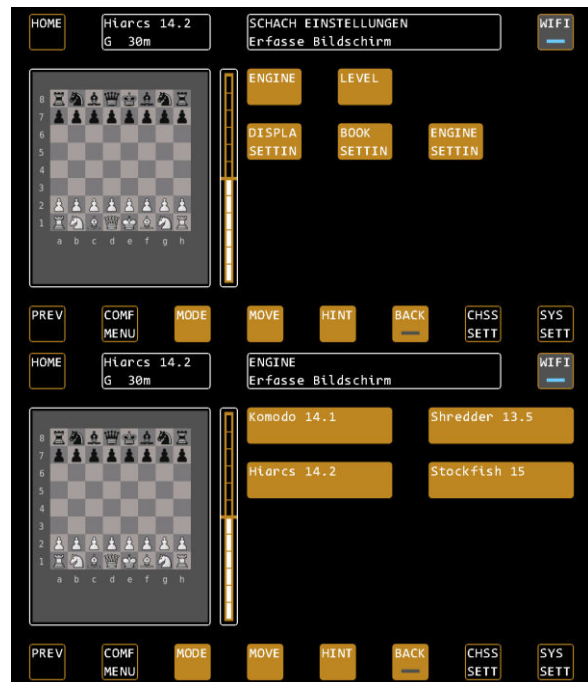 HOME
Hiarcs 14.2
G 30m
SCHACH EINSTELLUNGEN
Erfasse Bildschirm
WIFI
ENGINE
LEVEL
DISPLA
SETTIN
BOOK
SETTIN
ENGINE
SETTIN
8
7
6
5
4
3
2
1
a b c d e f g h
PREV
COMF
MENU
MODE
MOVE
HINT
BACK
CHSS
SETT
SYS
SETT
HOME
Hiarcs 14.2
G 30m
ENGINE
Erfasse Bildschirm
WIFI
Komodo 14.1
Shredder 13.5
Hiarcs 14.2
Stockfish 15
8
7
6
5
4
3
2
1
a b c d e f g h
PREV
COMF
MENU
MODE
MOVE
HINT
BACK
CHSS
SETT
SYS
SETT